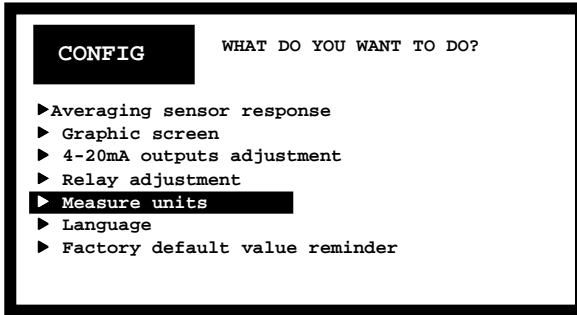 CONFIG
WHAT DO YOU WANT TO DO?
Averaging sensor response
Graphic screen
4-20mA outputs adjustment
Relay adjustment
Measure units
Language
Factory default value reminder